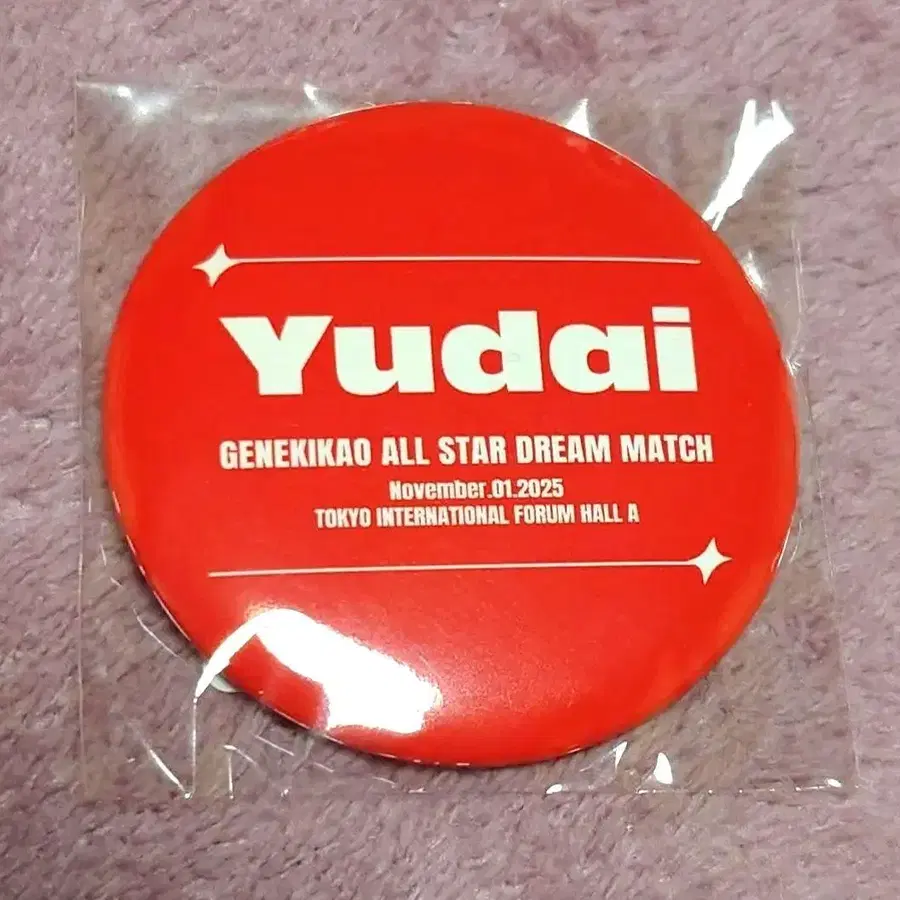 Yudai
GENEKIKAO ALL STAR DREAM MATCH
November.01.2025
TOKYO INTERNATIONAL FORUM HALL A